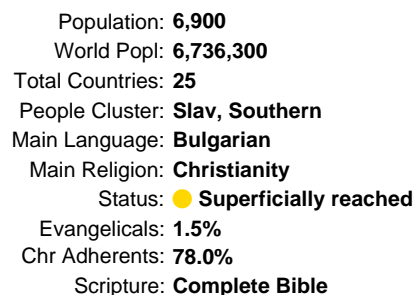 Population: 6,900
World Popl: 6,736,300
Total Countries: 25
People Cluster: Slav, Southern
Main Language: Bulgarian
Main Religion: Christianity
Status: Superficially reached
Evangelicals: 1.5%
Chr Adherents: 78.0%
Scripture: Complete Bible